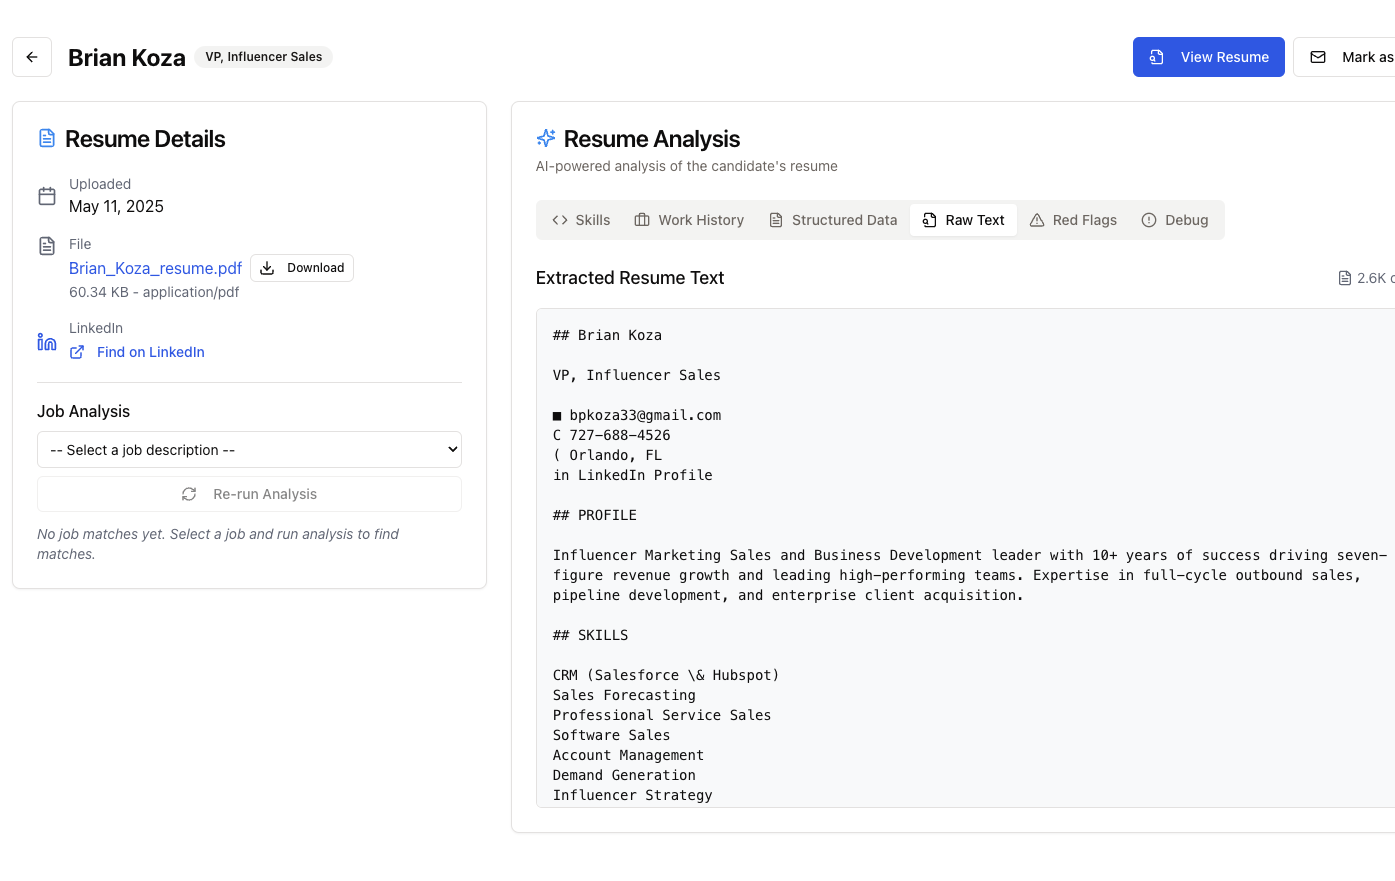 Brian Koza
VP, Influencer Sales
View Resume
Mark as
Resume Details
Uploaded
May 11, 2025
File
Brian_Koza_resume.pdf
Download
60.34 KB - application/pdf
LinkedIn
Find on LinkedIn
Job Analysis
-- Select a job description --
Re-run Analysis
No job matches yet. Select a job and run analysis to find
matches.
Resume Analysis
AI-powered analysis of the candidate's resume
Skills
Work History
Structured Data
Raw Text
Red Flags
Debug
Extracted Resume Text
2.6K
## Brian Koza
VP, Influencer Sales
■ bpkoza33@gmail.com
C 727-688-4526
( Orlando, FL
in LinkedIn Profile
## PROFILE
Influencer Marketing Sales and Business Development leader with 10+ years of success driving seven-
figure revenue growth and leading high-performing teams. Expertise in full-cycle outbound sales,
pipeline development, and enterprise client acquisition.
## SKILLS
CRM (Salesforce \& Hubspot)
Sales Forecasting
Professional Service Sales
Software Sales
Account Management
Demand Generation
Influencer Strategy